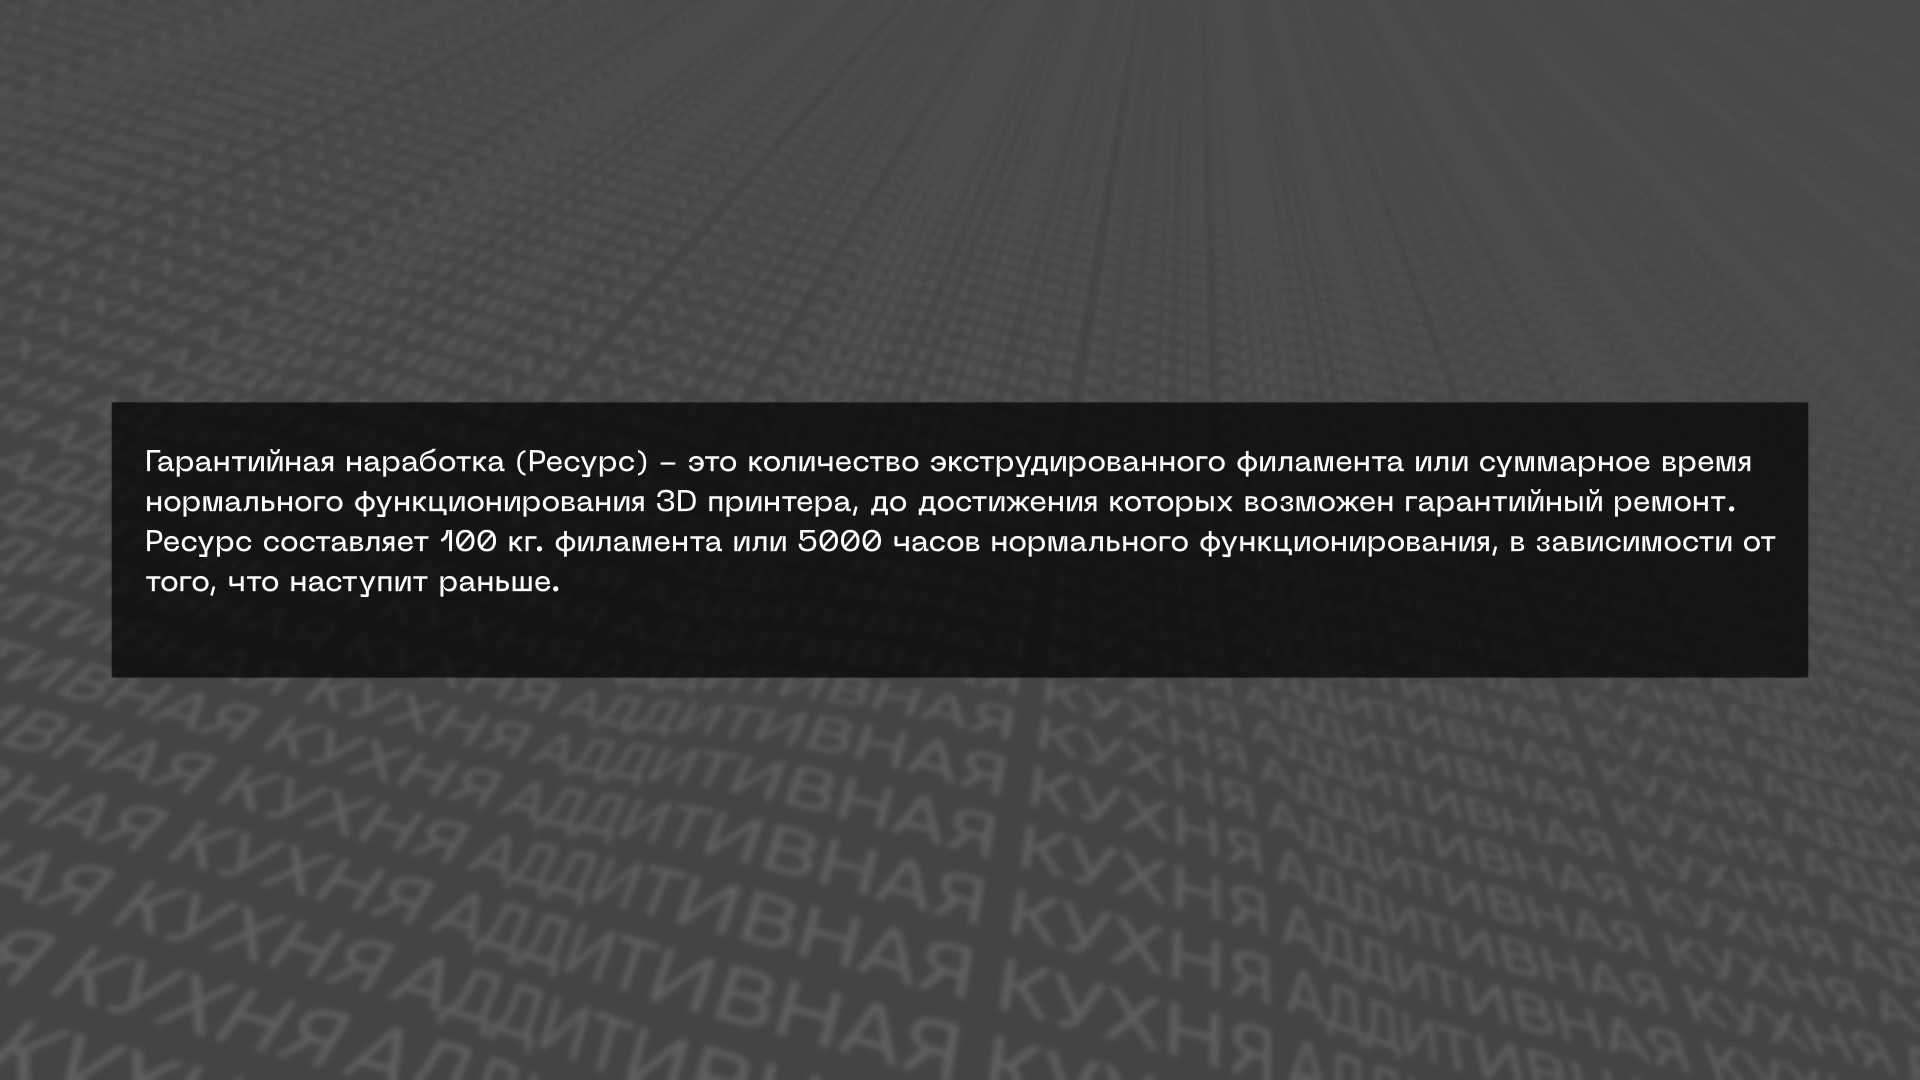 Гарантийная наработка (Ресурс) – это количество экструдированного филамента или суммарное время
нормального функционирования 3D принтера, до достижения которых возможен гарантийный ремонт.
Ресурс составляет 100 кг. филамента или 5000 часов нормального функционирования, в зависимости от
того, что наступит раньше.
АДДИТИВНАЯ КУХНЯ